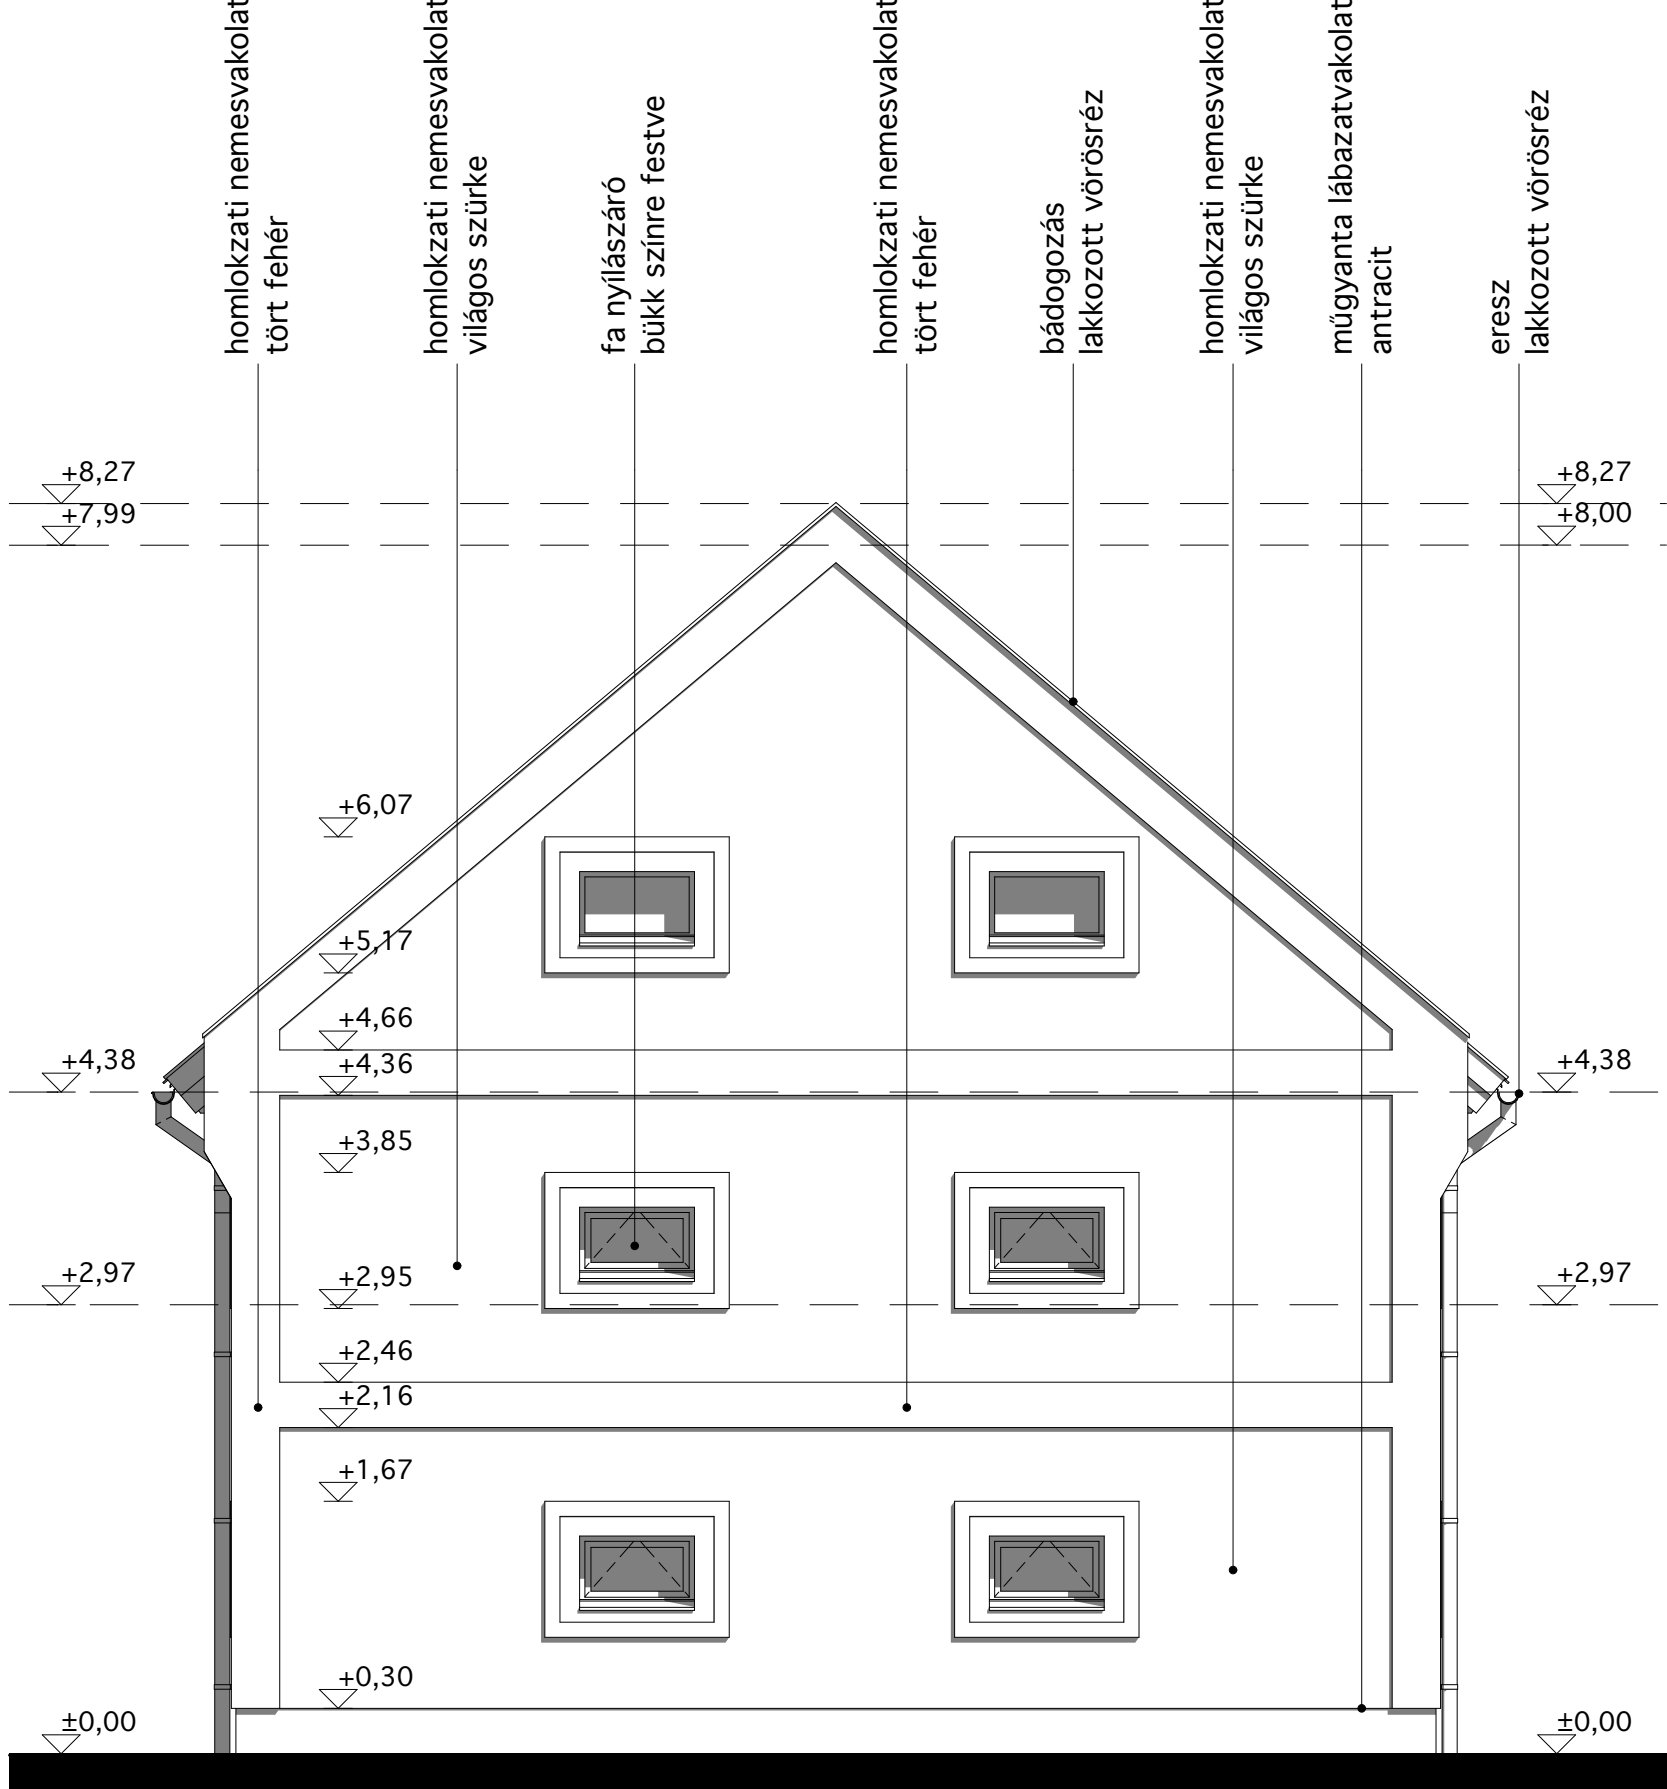 homlokzati nemesvakolat
tört fehér
homlokzati nemesvakolat
világos szürke
fa nyílászáró
bükk színre festve
homlokzati nemesvakolat
tört fehér
bádogozás
lakkozott vörösréz
homlokzati nemesvakolat
világos szürke
műgyanta lábazatvakolat
antracit
eresz
lakkozott vörösréz
+8,27
+8,27
+7,99
+8,00
+6,07
+5,17
+4,66
+4,38
+4,36
+4,38
+3,85
+2,97
+2,95
+2,97
+2,46
+2,16
+1,67
+0,30
±0,00
±0,00